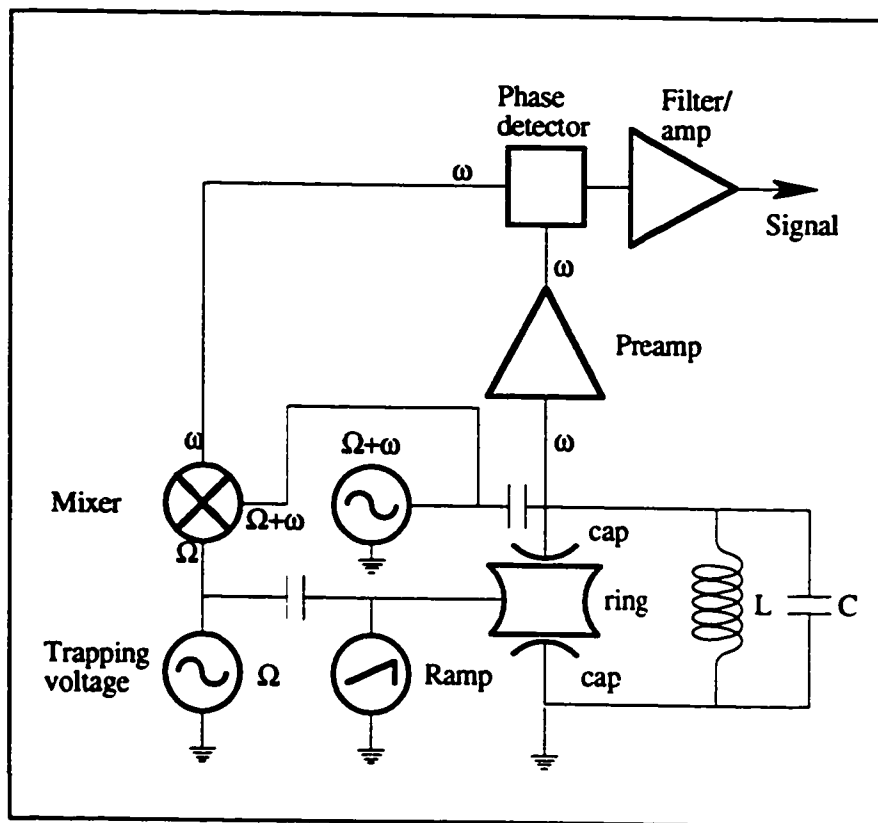 Phase
detector
Filter/
amp
ω
Signal
ω
Preamp
ω
Ω+ω
ω
Mixer
Ω+ω
Ω
cap
ring
L
C
Trapping
voltage
Ω
Ramp
cap